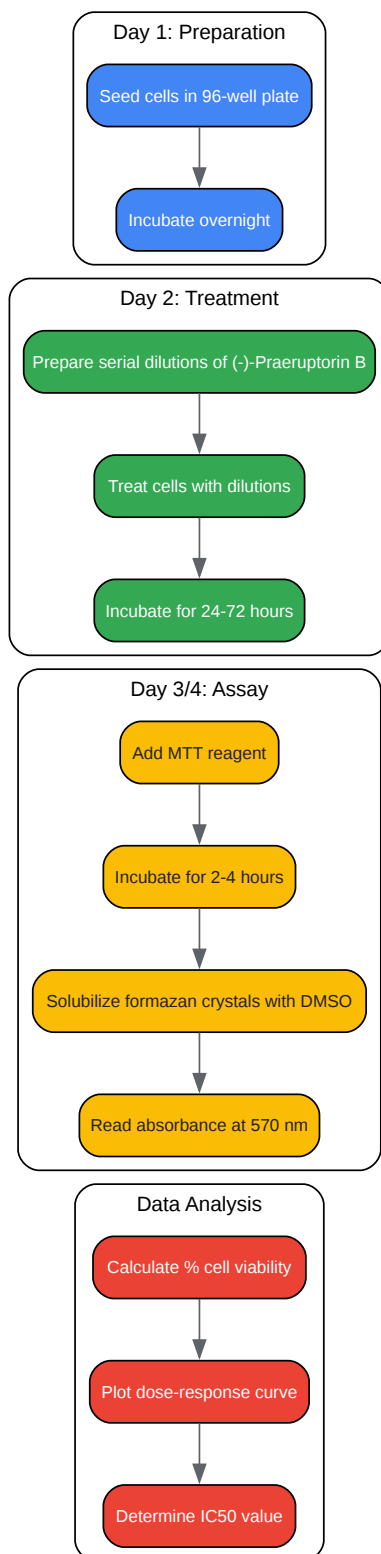 Day 1: Preparation
Seed cells in 96-well plate
Incubate overnight
Day 2: Treatment
Prepare serial dilutions of (-)-Praeruptorin B
Treat cells with dilutions
Incubate for 24-72 hours
Day 3/4: Assay
Add MTT reagent
Incubate for 2-4 hours
Solubilize formazan crystals with DMSO
Read absorbance at 570 nm
Data Analysis
Calculate % cell viability
Plot dose-response curve
Determine IC50 value